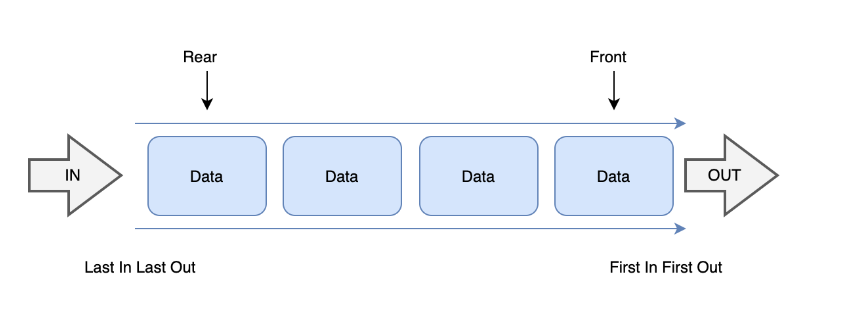 Rear
Front
IN
Data
Data
Data
Data
OUT
Last In Last Out
First In First Out